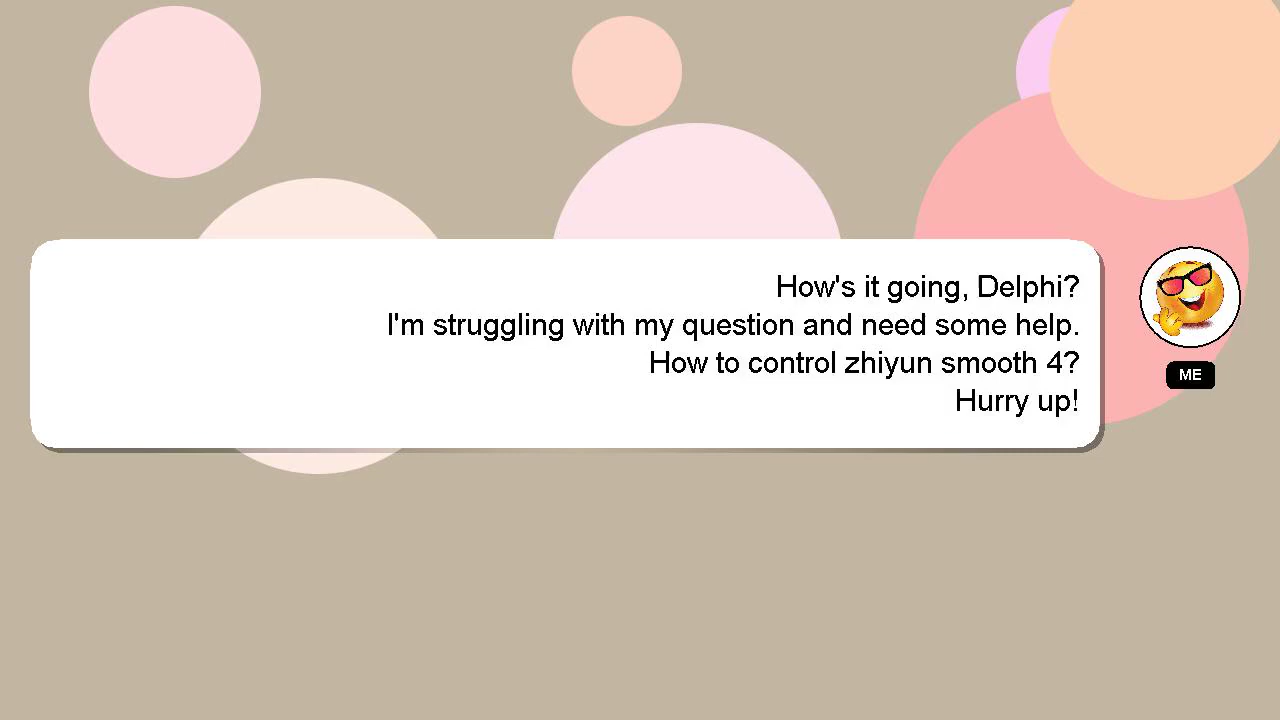 How's it going, Delphi?
I'm struggling with my question and need some help.
How to control zhiyun smooth 4?
Hurry up!
ME